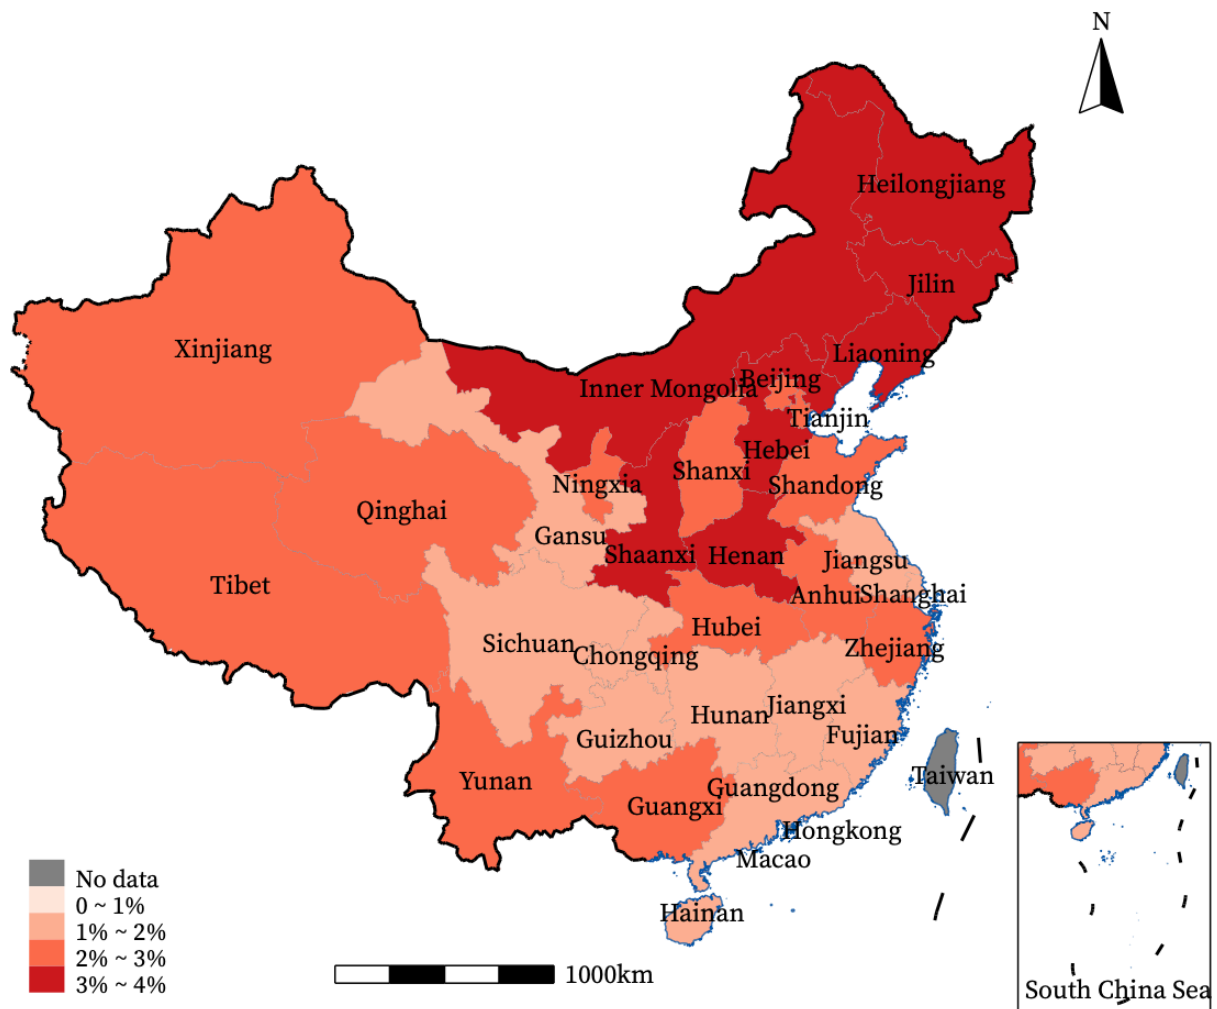 N
Heilongjiang
Jilin
Xinjiang
Liaoning
Inner Mongolia
Beijing
Tianjin
Hebei
Shanxi
Ningxia
Shandong
Qinghai
Gansu
Shaanxi
Henan
Jiangsu
Tibet
Anhui
Shanghai
Hubei
Sichuan
Chongqing
Zhejiang
Hunan
Jiangxi
Guizhou
Fujian
Yunan
Guangxi
Guangdong
Taiwan
Hongkong
Macao
Hainan
No data
0 ~ 1%
1% ~ 2%
2% ~ 3%
3% ~ 4%
1000km
South China Sea